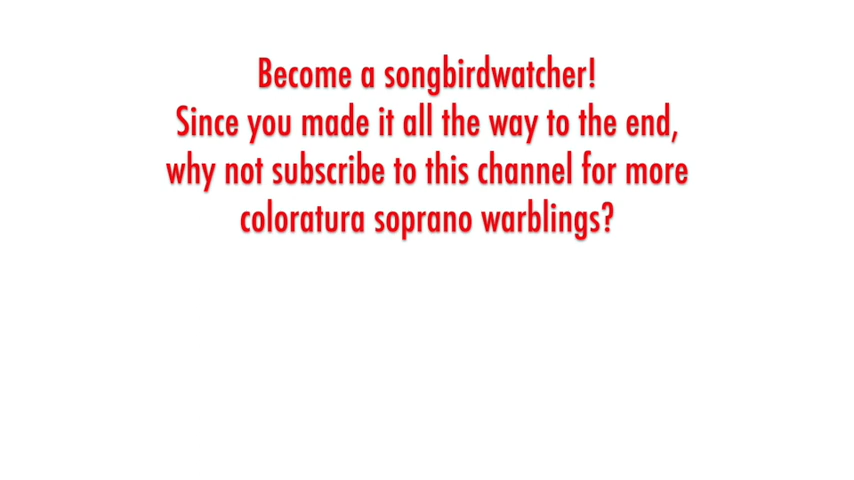 Become a songbirdwatcher!
Since you made it all the way to the end,
why not subscribe to this channel for more
coloratura soprano warblings?